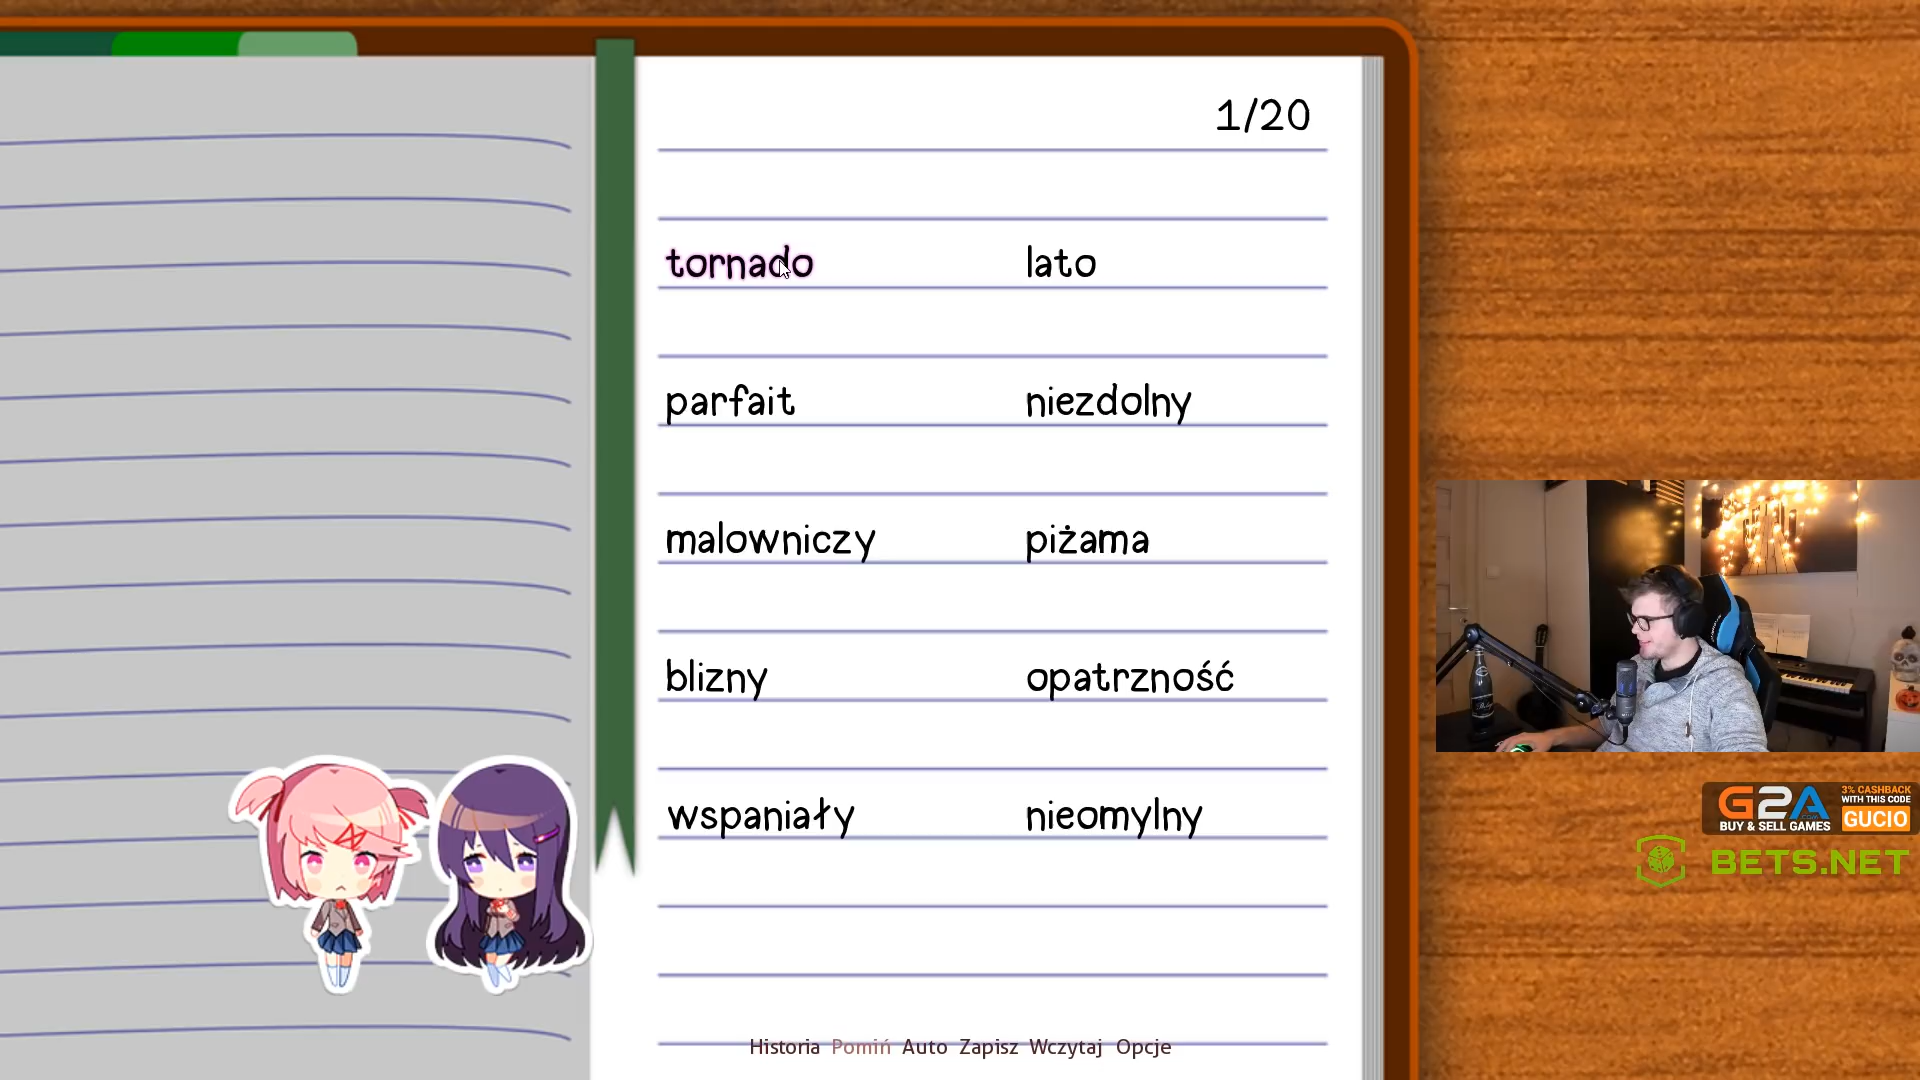 1/20
tornado lato
parfait niezdolny
malowniczy piżama
blizny opatrzność
wspaniały nieomylny
Historia Pomiń Auto Zapisz Wczytaj Opcje
G2A.com
BUY & SELL GAMES
3% CASHBACK
WITH THIS CODE
GUCIO
BETS.NET